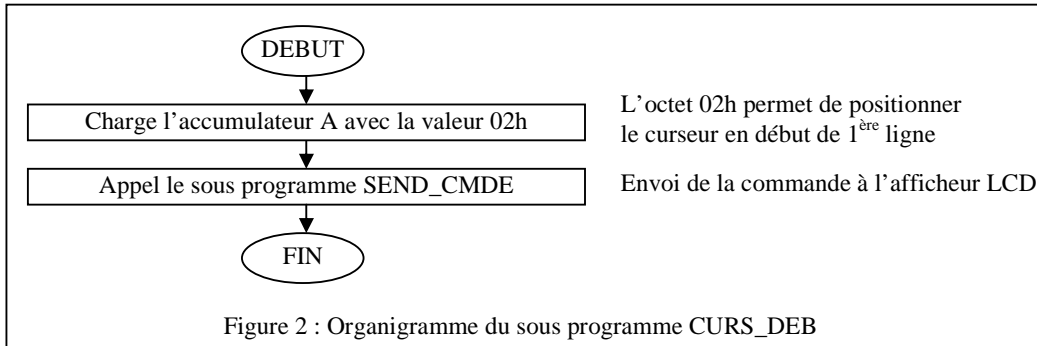 DEBUT
Charge l’accumulateur A avec la valeur 02h
L’octet 02h permet de positionner
le curseur en début de 1ère ligne
Appel le sous programme SEND_CMDE
Envoi de la commande à l’afficheur LCD
FIN
Figure 2 : Organigramme du sous programme CURS_DEB